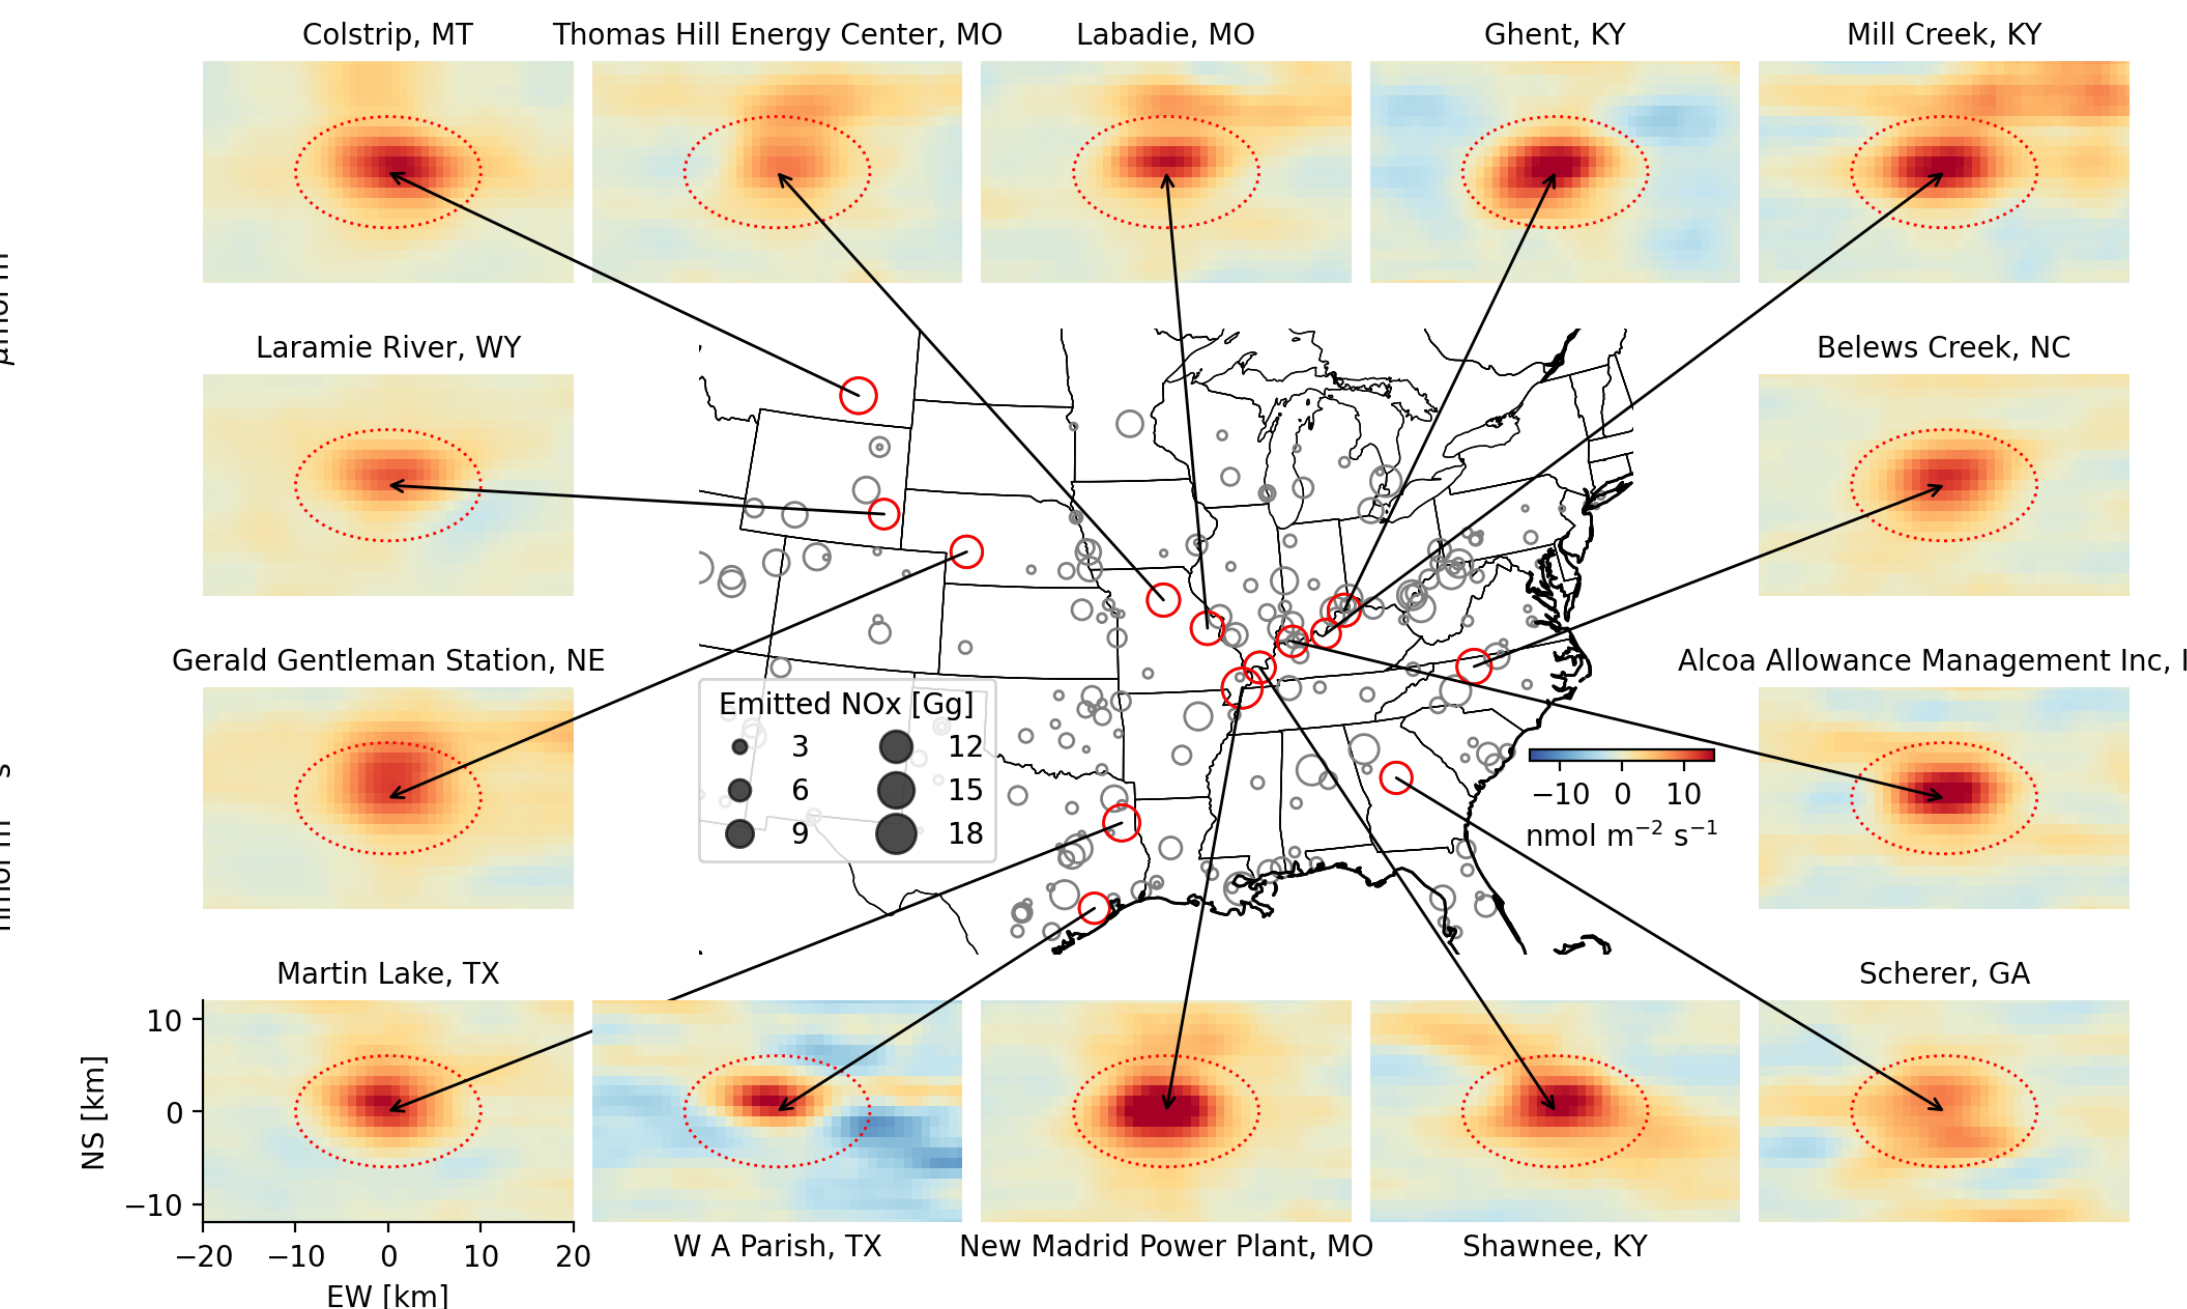 Colstrip, MT
Thomas Hill Energy Center, MO
Labadie, MO
Ghent, KY
Mill Creek, KY
Laramie River, WY
Belews Creek, NC
Gerald Gentleman Station, NE
Alcoa Allowance Management Inc, I
Emitted NOx [Gg]
3 12
6 15
9 18
−10 0 10
nmol m⁻² s⁻¹
Martin Lake, TX
Scherer, GA
10
0
−10
NS [km]
−20 −10 0 10 20
EW [km]
W A Parish, TX
New Madrid Power Plant, MO
Shawnee, KY